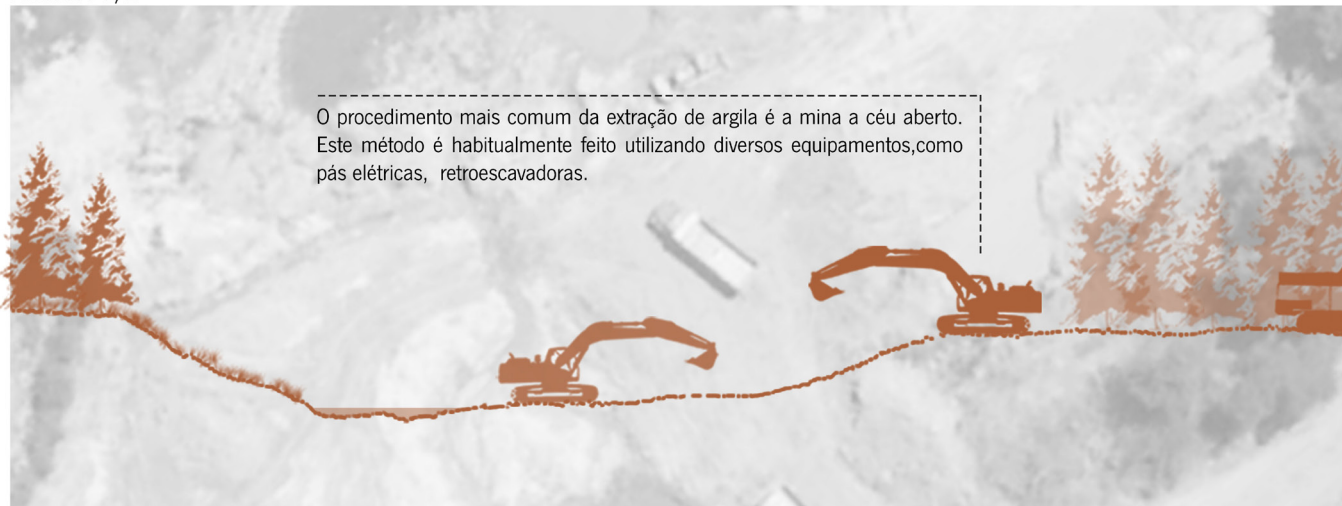 O procedimento mais comum da extração de argila é a mina a céu aberto.
Este método é habitualmente feito utilizando diversos equipamentos,como
pás elétricas,  retroescavadoras.